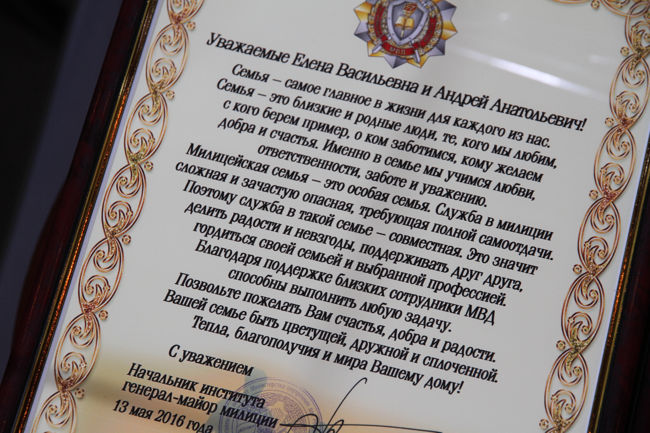 Уважаемые Елена Васильевна и Андрей Анатольевич!
Семья – самое главное в жизни для каждого из нас.
Семья – это близкие и родные люди, те, кого мы любим,
с кого берем пример, о ком заботимся, кому желаем
добра и счастья. Именно в семье мы учимся любви,
ответственности, заботе и уважению.
Милицейская семья – это особая семья. Служба в милиции
сложная и зачастую опасная, требующая полной самоотдачи.
Поэтому служба в такой семье – совместная. Это значит
делить радости и невзгоды, поддерживать друг друга,
гордиться своей семьей и выбранной профессией.
Благодаря поддержке близких сотрудники МВД
способны выполнить любую задачу.
Позвольте пожелать Вам счастья, добра и радости.
Вашей семье быть цветущей, дружной и сплоченной.
Тепла, благополучия и мира Вашему дому!
С уважением
Начальник института
генерал-майор милиции
13 мая 2016 года